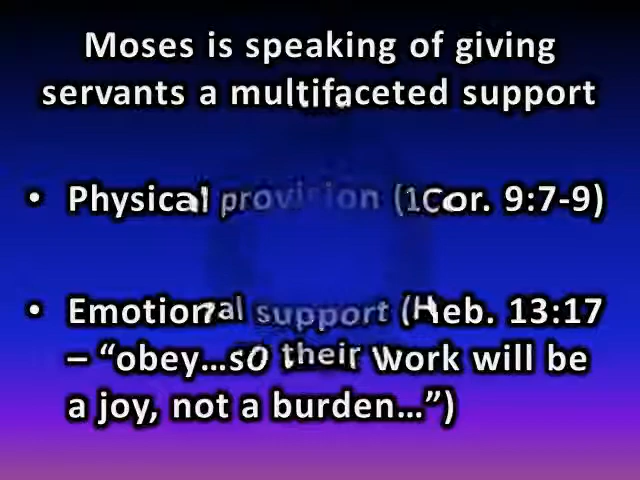 Moses is speaking of giving
servants a multifaceted support
• Physical provision (1Cor. 9:7-9)
• Emotional support (Heb. 13:17
– “obey…so their work will be
a joy, not a burden…”)